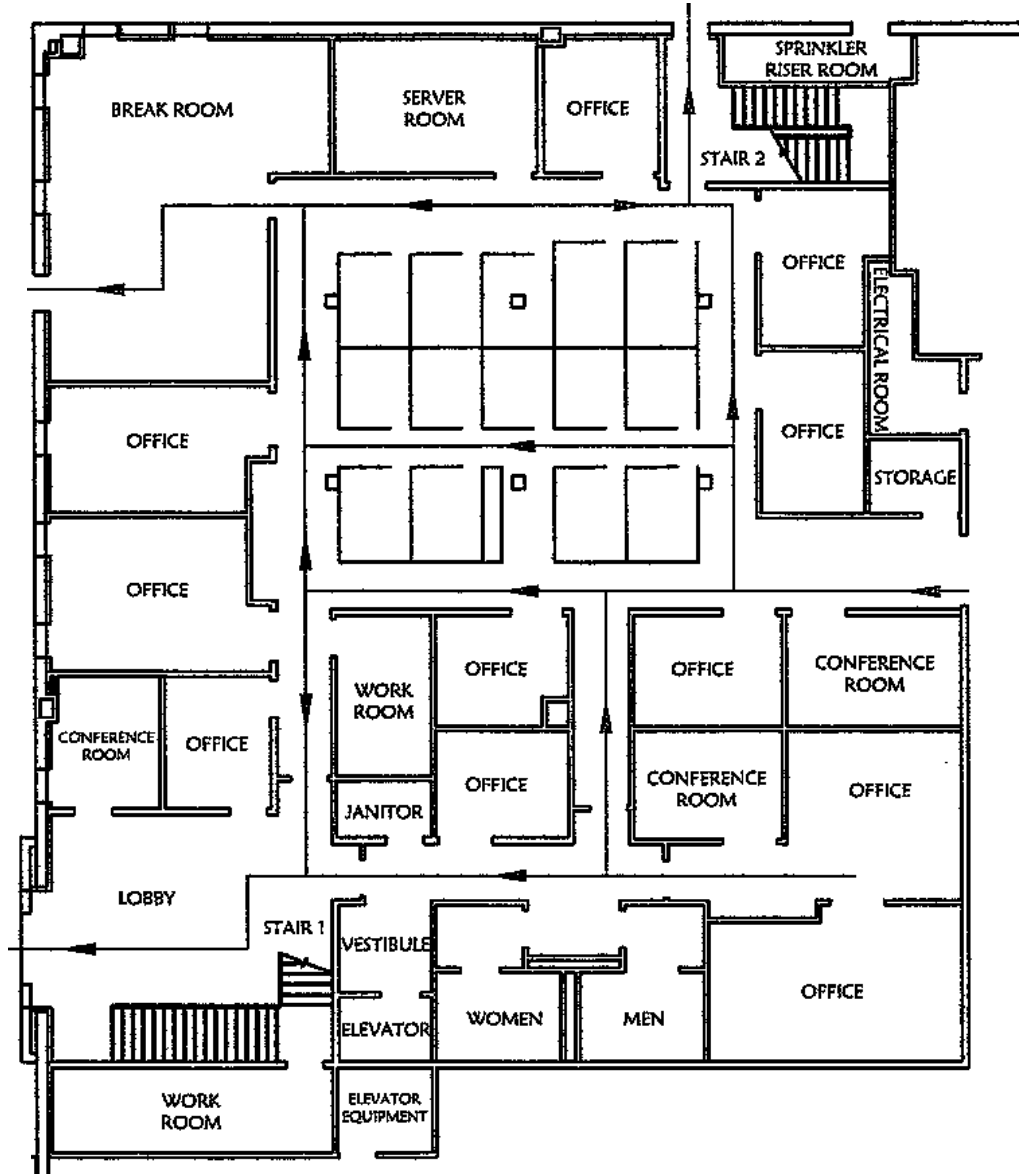 SPRINKLER
RISER ROOM
BREAK ROOM
SERVER
ROOM
OFFICE
STAIR 2
OFFICE
ELECTRICAL ROOM
OFFICE
OFFICE
STORAGE
OFFICE
OFFICE
OFFICE
CONFERENCE
ROOM
WORK
ROOM
CONFERENCE
ROOM
OFFICE
OFFICE
CONFERENCE
ROOM
OFFICE
JANITOR
LOBBY
STAIR 1
VESTIBULE
OFFICE
ELEVATOR
WOMEN
MEN
WORK
ROOM
ELEVATOR
EQUIPMENT